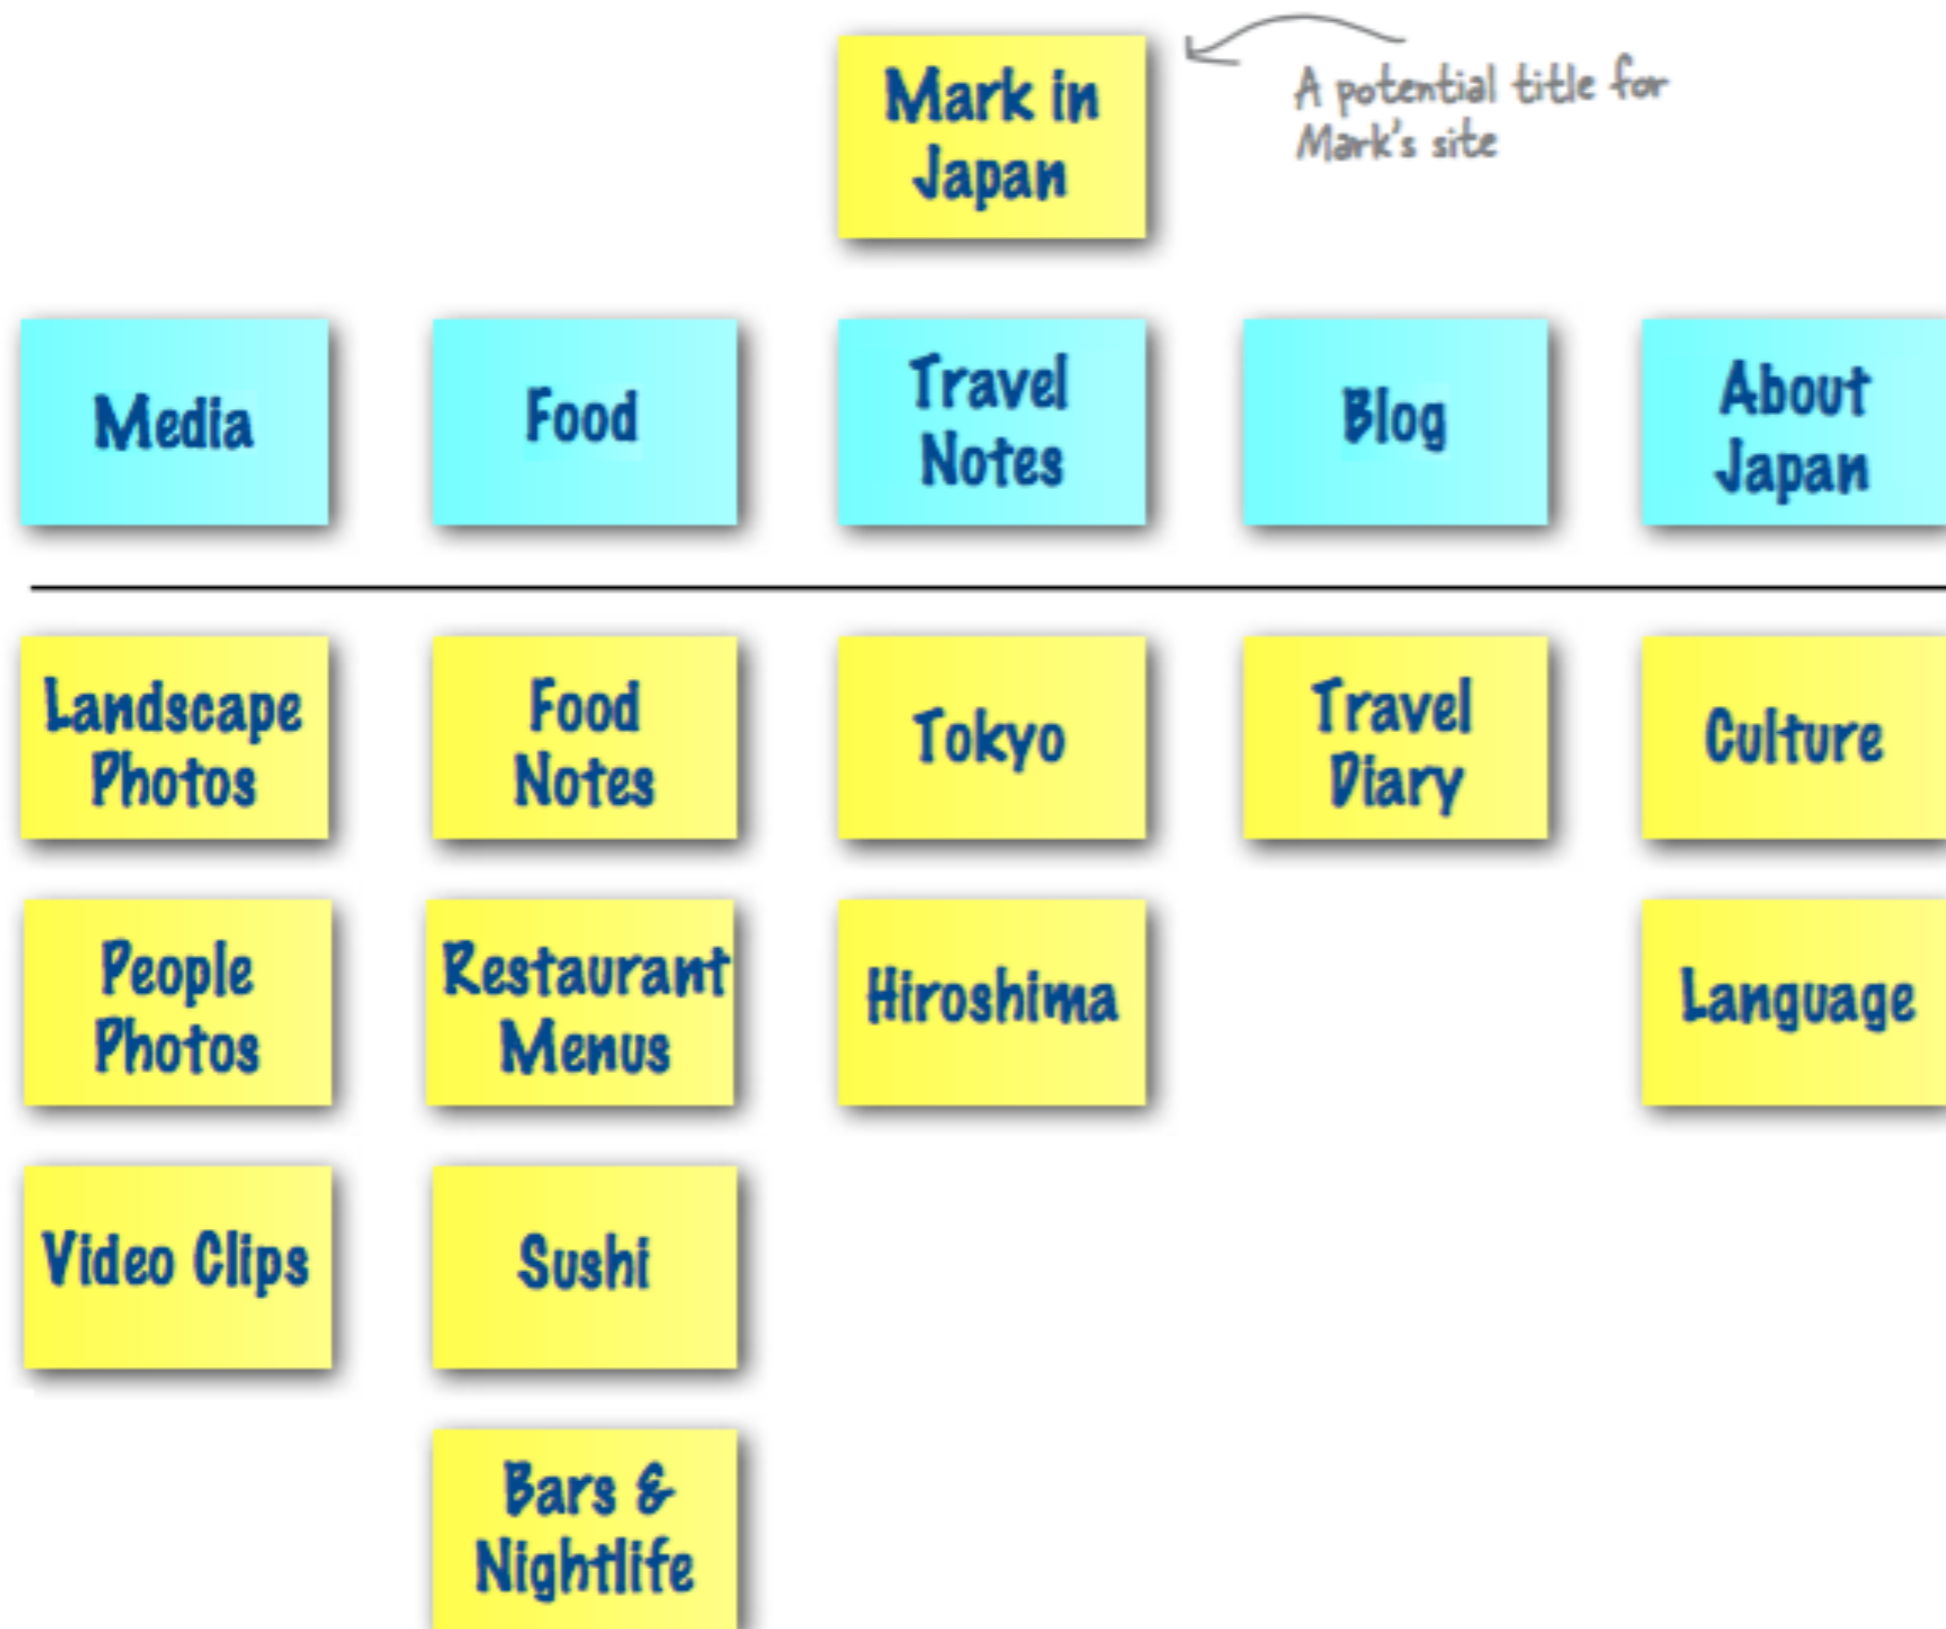 Mark in
Japan
A potential title for
Mark's site
Media
Food
Travel
Notes
Blog
About
Japan
Landscape
Photos
Food
Notes
Tokyo
Travel
Diary
Culture
People
Photos
Restaurant
Menus
Hiroshima
Language
Video Clips
Sushi
Bars &
Nightlife